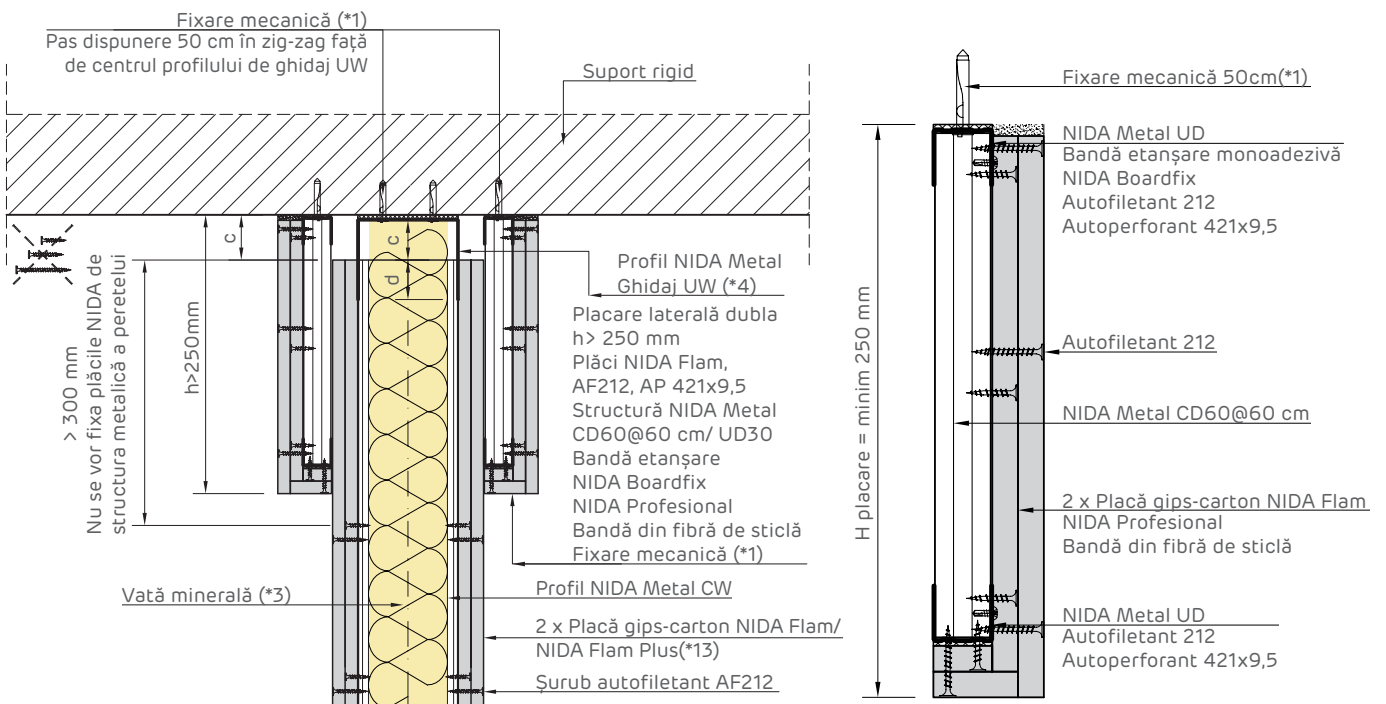 Fixare mecanică (*1)
Pas dispunere 50 cm în zig-zag față
de centrul profilului de ghidaj UW
Suport rigid
c
c
d
h>250mm
> 300 mm
Nu se vor fixa plăcile NIDA de
structura metalică a peretelui
Profil NIDA Metal
Ghidaj UW (*4)
Placare laterală dubla
h> 250 mm
Plăci NIDA Flam,
AF212, AP 421x9,5
Structură NIDA Metal
CD60@60 cm/ UD30
Bandă etanșare
NIDA Boardfix
NIDA Profesional
Bandă din fibră de sticlă
Fixare mecanică (*1)
Vată minerală (*3)
Profil NIDA Metal CW
2 x Placă gips-carton NIDA Flam/
NIDA Flam Plus(*13)
Șurub autofiletant AF212
H placare = minim 250 mm
Fixare mecanică 50cm(*1)
NIDA Metal UD
Bandă etanșare monoadezivă
NIDA Boardfix
Autofiletant 212
Autoperforant 421x9,5
Autofiletant 212
NIDA Metal CD60@60 cm
2 x Placă gips-carton NIDA Flam
NIDA Profesional
Bandă din fibră de sticlă
NIDA Metal UD
Autofiletant 212
Autoperforant 421x9,5